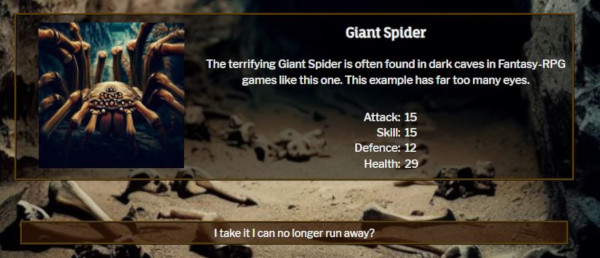 Giant Spider
The terrifying Giant Spider is often found in dark caves in Fantasy-RPG
games like this one. This example has far too many eyes.
Attack: 15
Skill: 15
Defence: 12
Health: 29
I take it I can no longer run away?